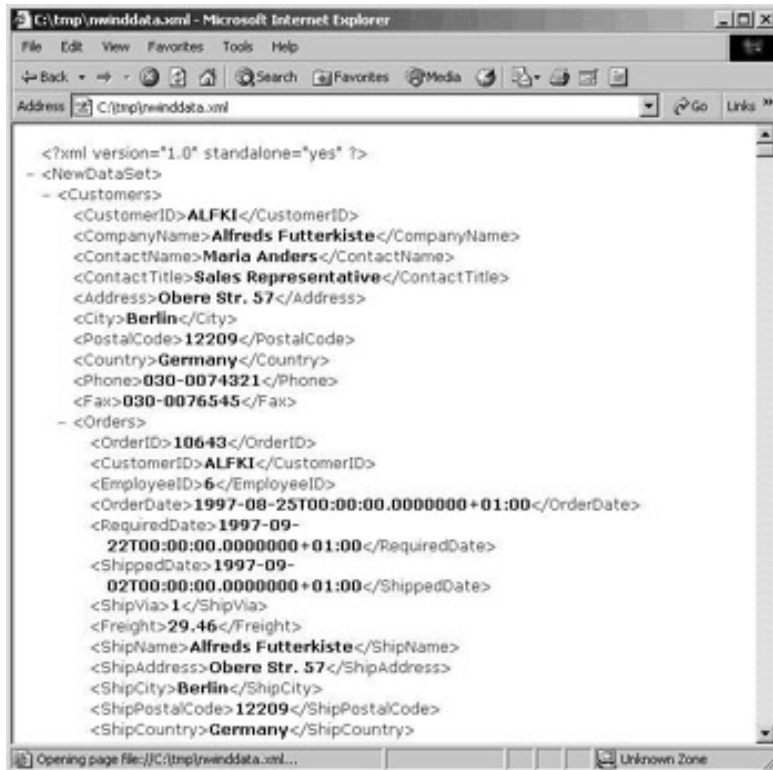 C:\tmp\nwinddata.xml - Microsoft Internet Explorer
File Edit View Favorites Tools Help
Back Search Favorites Media
Address C:\tmp\nwinddata.xml Go Links »
<?xml version="1.0" standalone="yes" ?>
- <NewDataSet>
- <Customers>
<CustomerID>ALFKI</CustomerID>
<CompanyName>Alfreds Futterkiste</CompanyName>
<ContactName>Maria Anders</ContactName>
<ContactTitle>Sales Representative</ContactTitle>
<Address>Obere Str. 57</Address>
<City>Berlin</City>
<PostalCode>12209</PostalCode>
<Country>Germany</Country>
<Phone>030-0074321</Phone>
<Fax>030-0076545</Fax>
- <Orders>
<OrderID>10643</OrderID>
<CustomerID>ALFKI</CustomerID>
<EmployeeID>6</EmployeeID>
<OrderDate>1997-08-25T00:00:00.0000000+01:00</OrderDate>
<RequiredDate>1997-09-
22T00:00:00.0000000+01:00</RequiredDate>
<ShippedDate>1997-09-
02T00:00:00.0000000+01:00</ShippedDate>
<ShipVia>1</ShipVia>
<Freight>29.46</Freight>
<ShipName>Alfreds Futterkiste</ShipName>
<ShipAddress>Obere Str. 57</ShipAddress>
<ShipCity>Berlin</ShipCity>
<ShipPostalCode>12209</ShipPostalCode>
<ShipCountry>Germany</ShipCountry>
Opening page file://C:\tmp\nwinddata.xml... Unknown Zone